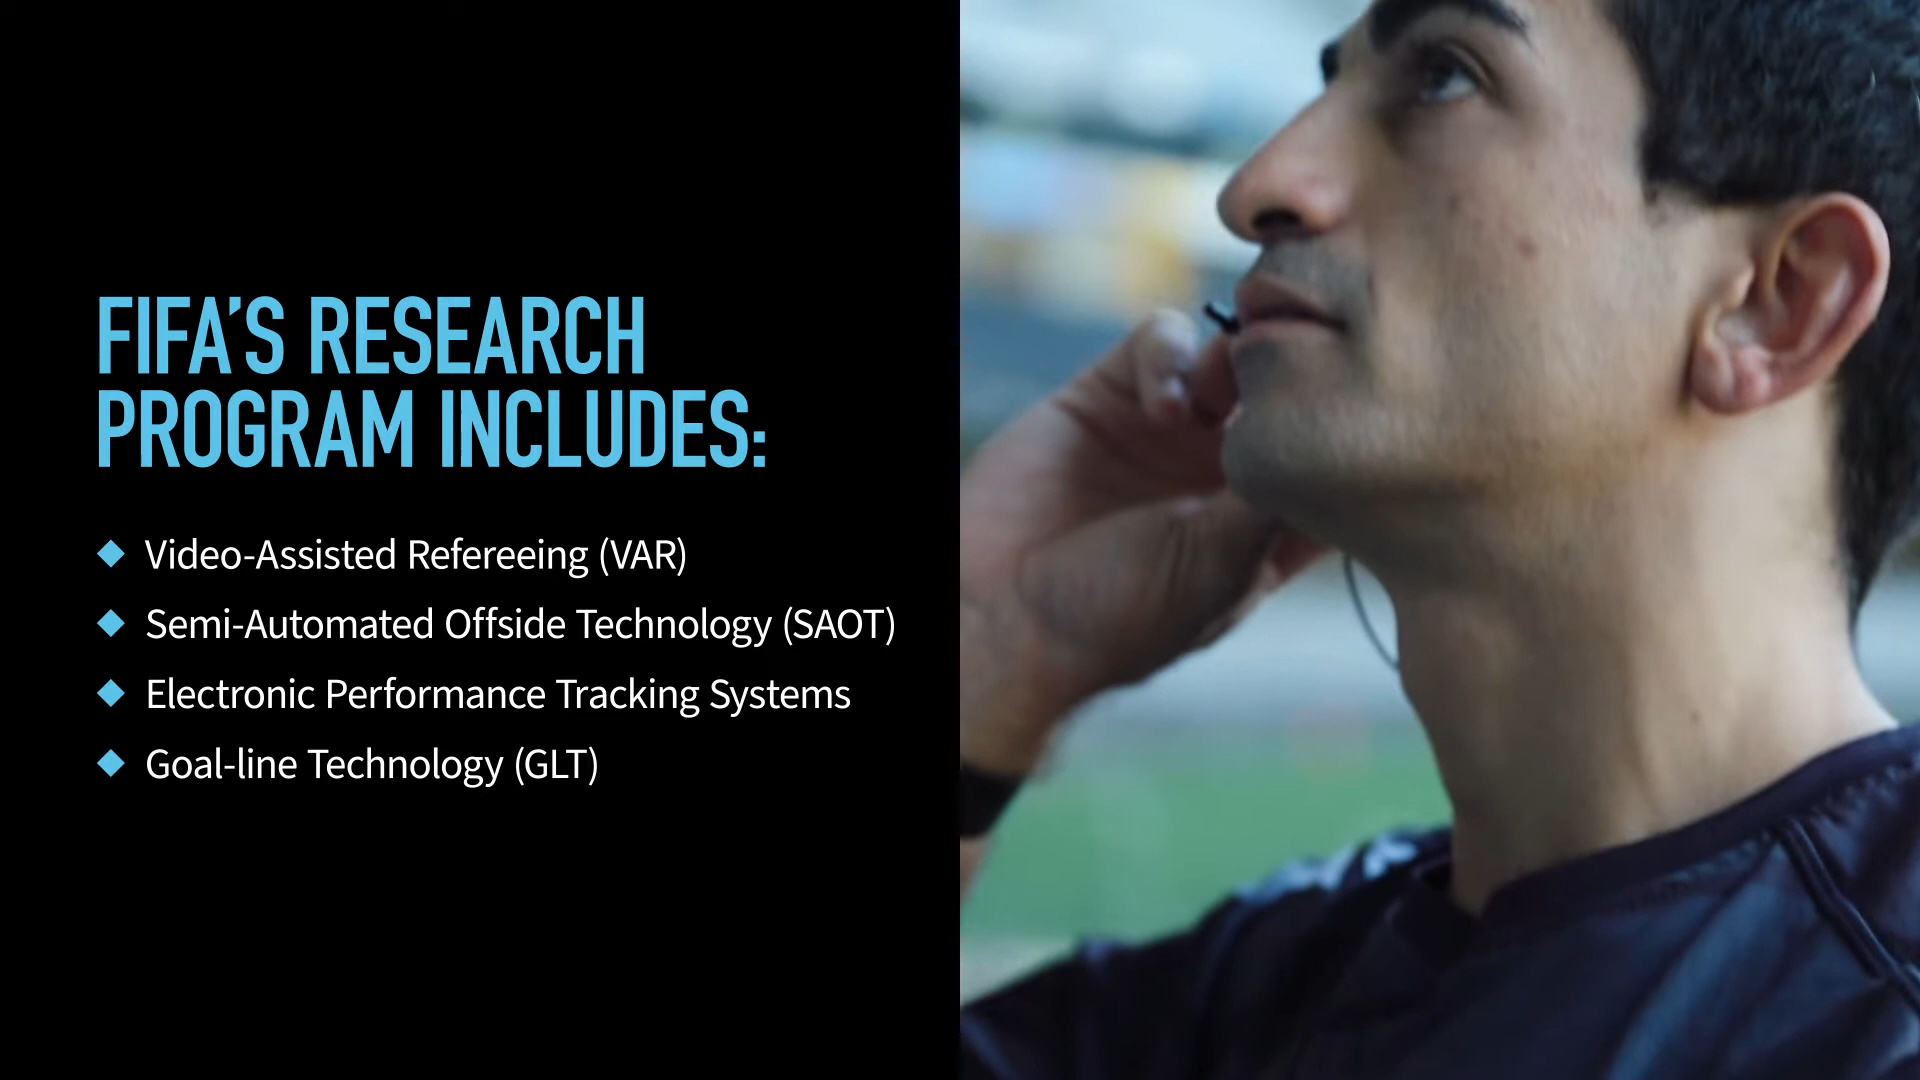 FIFA’S RESEARCH
PROGRAM INCLUDES:
Video-Assisted Refereeing (VAR)
Semi-Automated Offside Technology (SAOT)
Electronic Performance Tracking Systems
Goal-line Technology (GLT)